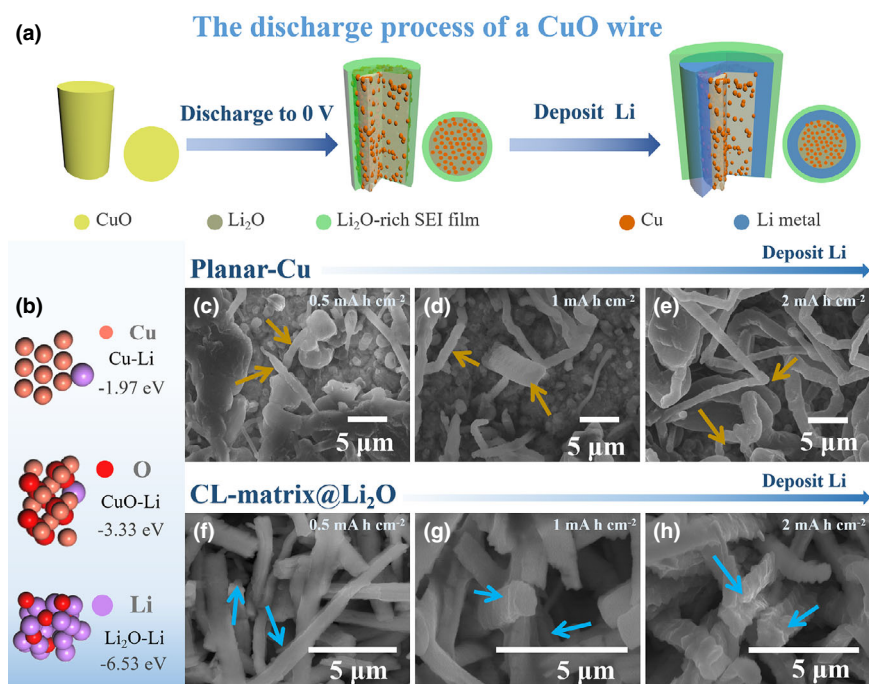 (a)
The discharge process of a CuO wire
Discharge to 0 V
Deposit Li
CuO
Li₂O
Li₂O-rich SEI film
Cu
Li metal
Deposit Li
Planar-Cu
(b)
Cu
Cu-Li
-1.97 eV
O
CuO-Li
-3.33 eV
Li
Li₂O-Li
-6.53 eV
(c)
0.5 mA h cm⁻²
5 μm
(d)
1 mA h cm⁻²
5 μm
(e)
2 mA h cm⁻²
5 μm
Deposit Li
CL-matrix@Li₂O
(f)
0.5 mA h cm⁻²
5 μm
(g)
1 mA h cm⁻²
5 μm
(h)
2 mA h cm⁻²
5 μm